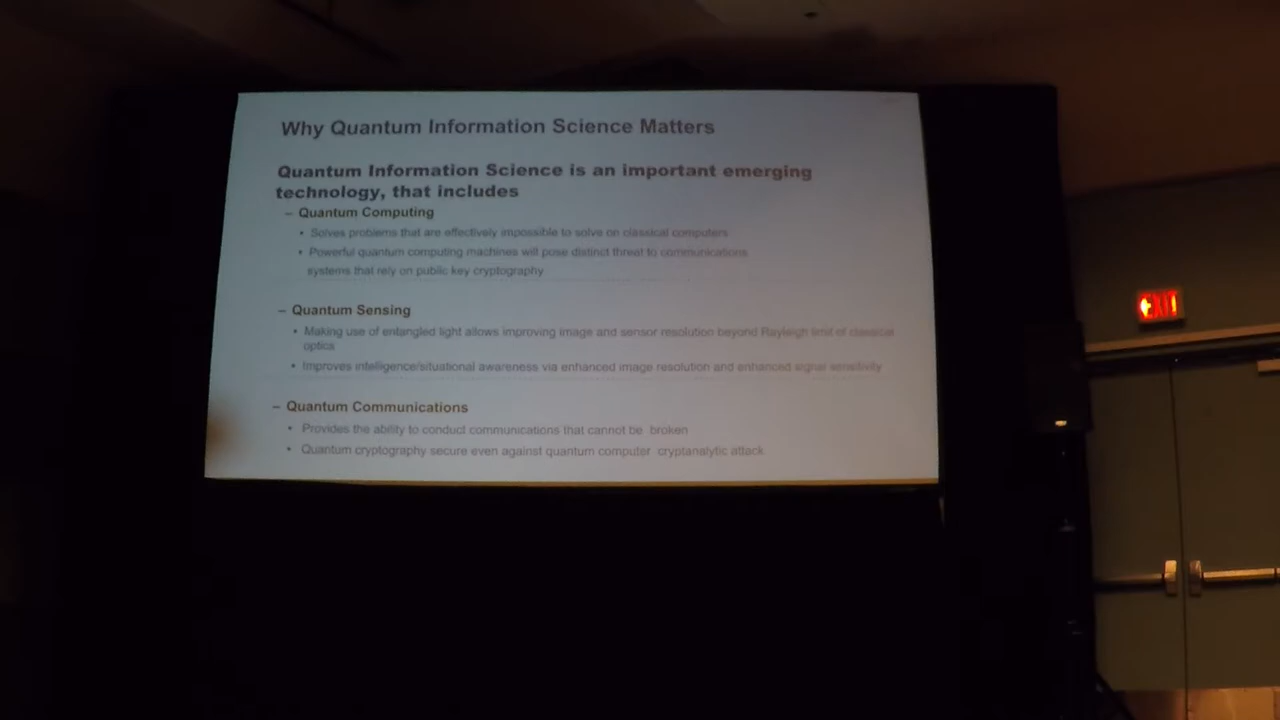 Why Quantum Information Science Matters
Quantum Information Science is an important emerging
technology, that includes
– Quantum Computing
• Solves problems that are effectively impossible to solve on classical computers
• Powerful quantum computing machines will pose distinct threat to communications
systems that rely on public key cryptography
– Quantum Sensing
• Making use of entangled light allows improving image and sensor resolution beyond Rayleigh limit of classical
optics
• Improves intelligence/situational awareness via enhanced image resolution and enhanced signal sensitivity
– Quantum Communications
• Provides the ability to conduct communications that cannot be broken
• Quantum cryptography secure even against quantum computer cryptanalytic attack
EXIT